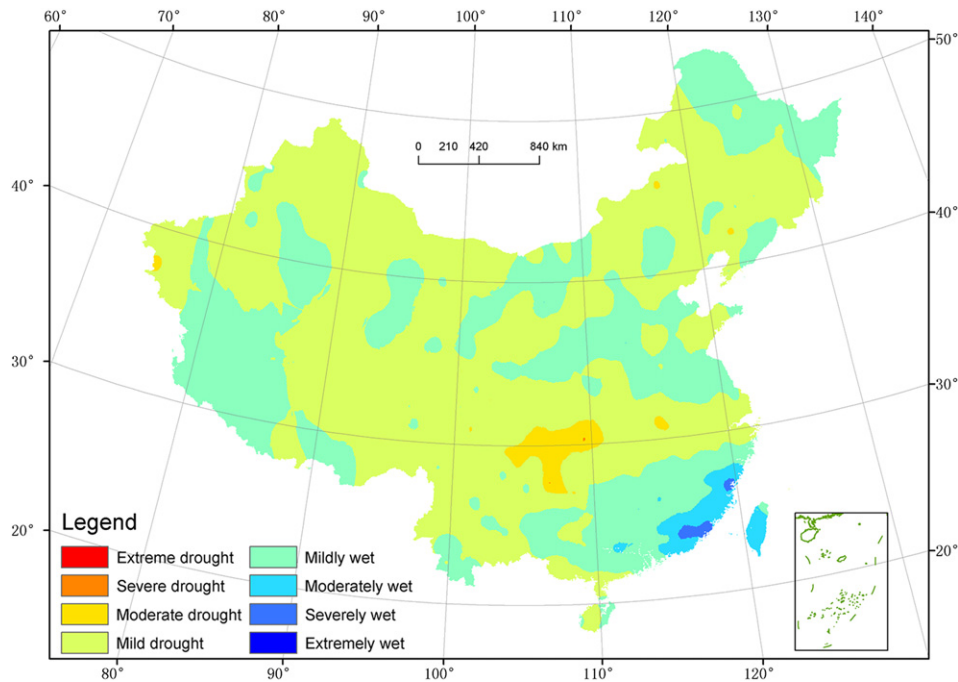 60° 70° 80° 90° 100° 110° 120° 130° 140°
50°
0 210 420 840 km
40°
40°
30°
30°
20°
20°
Legend
Extreme drought Mildly wet
Severe drought Moderately wet
Moderate drought Severely wet
Mild drought Extremely wet
80° 90° 100° 110° 120°